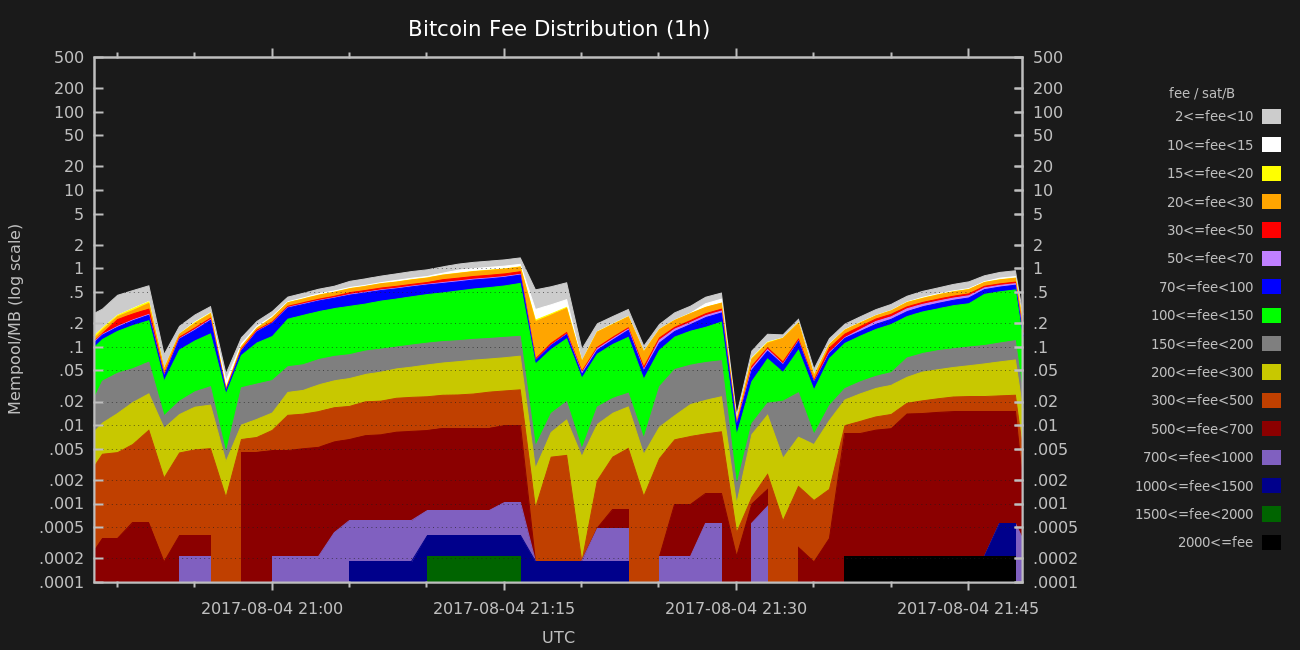 Bitcoin Fee Distribution (1h)
500 500
200 200
100 100
50 50
20 20
10 10
5 5
2 2
1 1
.5 .5
.2 .2
.1 .1
.05 .05
.02 .02
.01 .01
.005 .005
.002 .002
.001 .001
.0005 .0005
.0002 .0002
.0001 .0001
Mempool/MB (log scale)
2017-08-04 21:00 2017-08-04 21:15 2017-08-04 21:30 2017-08-04 21:45
UTC
fee / sat/B
2<=fee<10
10<=fee<15
15<=fee<20
20<=fee<30
30<=fee<50
50<=fee<70
70<=fee<100
100<=fee<150
150<=fee<200
200<=fee<300
300<=fee<500
500<=fee<700
700<=fee<1000
1000<=fee<1500
1500<=fee<2000
2000<=fee